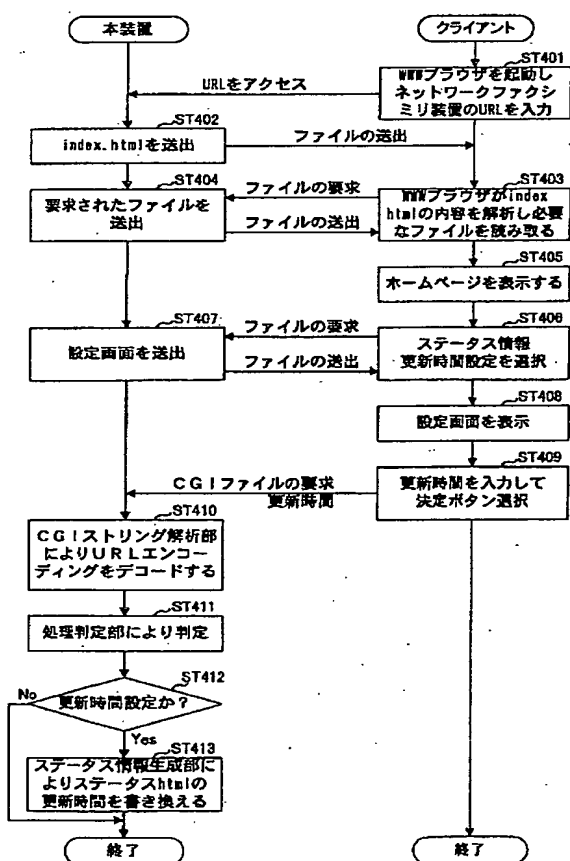 本装置
クライアント
ST401
WWWブラウザを起動し
ネットワークファクシ
ミリ装置のURLを入力
URLをアクセス
ST402
index.htmlを送出
ファイルの送出
ST403
WWWブラウザがindex
htmlの内容を解析し必要
なファイルを読み取る
ファイルの要求
ST404
要求されたファイルを
送出
ファイルの送出
ST405
ホームページを表示する
ST406
ステータス情報
更新時間設定を選択
ファイルの要求
ST407
設定画面を送出
ファイルの送出
ST408
設定画面を表示
ST409
更新時間を入力して
決定ボタン選択
CGIファイルの要求
更新時間
ST410
CGIストリング解析部
によりURLエンコー
ディングをデコードする
ST411
処理判定部により判定
ST412
更新時間設定か?
No
Yes
ST413
ステータス情報生成部に
よりステータスhtmlの
更新時間を書き換える
終了
終了